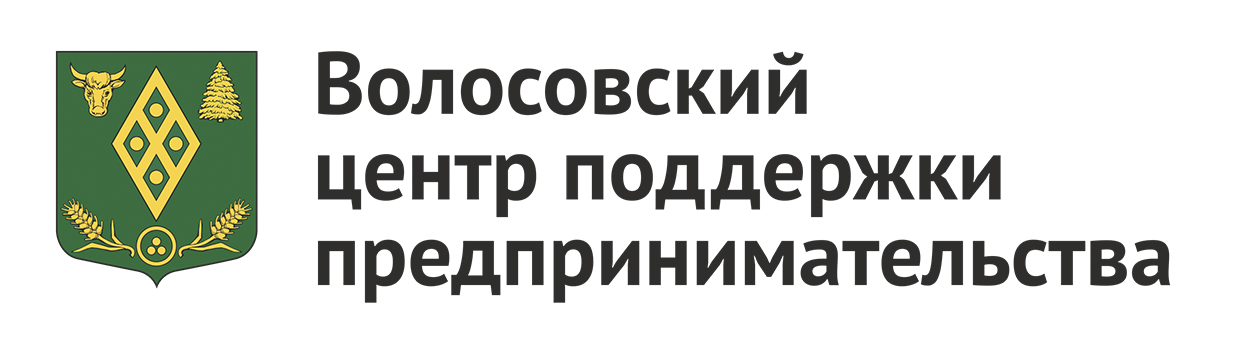 Волосовский
центр поддержки
предпринимательства